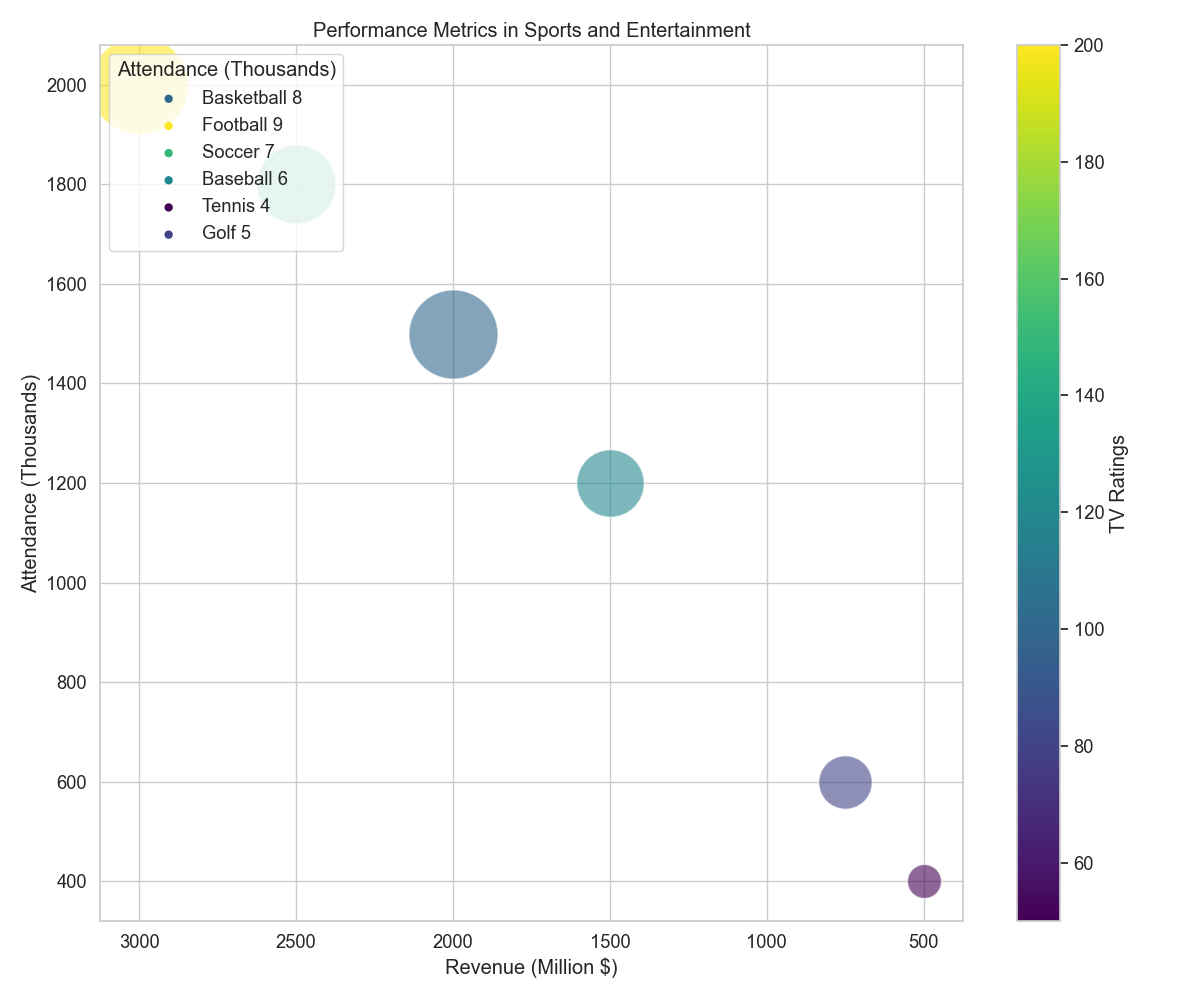 Performance Metrics in Sports and Entertainment
Attendance (Thousands)
Basketball 8
Football 9
Soccer 7
Baseball 6
Tennis 4
Golf 5
Attendance (Thousands)
2000
1800
1600
1400
1200
1000
800
600
400
3000 2500 2000 1500 1000 500
Revenue (Million $)
200
180
160
140
120
100
80
60
TV Ratings